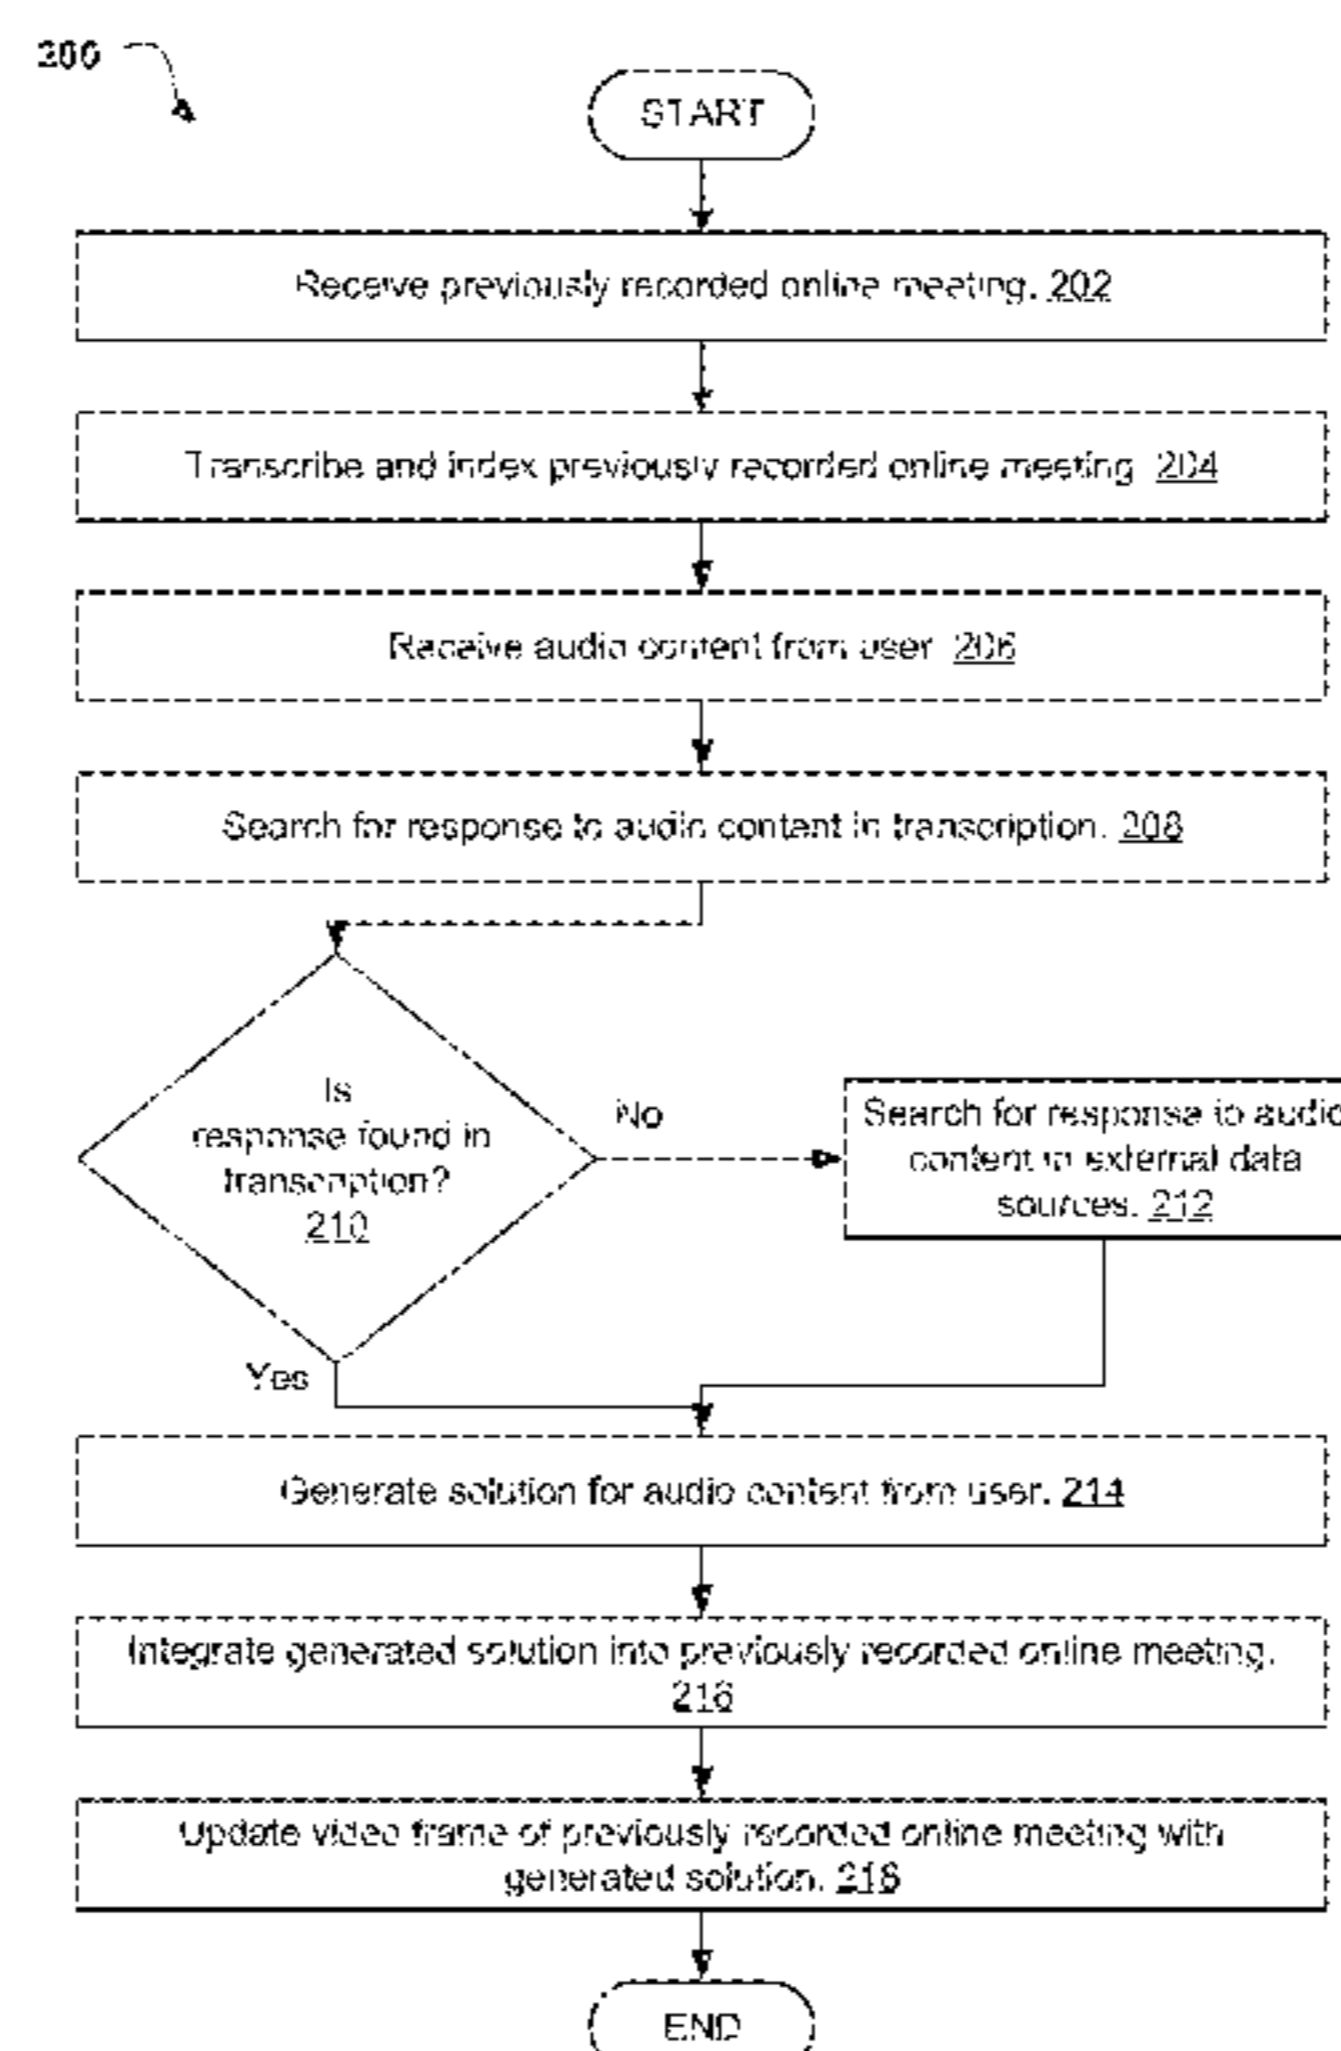 200
START
Receive previously recorded online meeting. 202
Transcribe and index previously recorded online meeting 204
Receive audio content from user 206
Search for response to audio content in transcription. 208
Is
response found in
transcription?
210
No
Search for response to audio
content in external data
sources. 212
Yes
Generate solution for audio content from user. 214
Integrate generated solution into previously recorded online meeting.
216
Update video frame of previously recorded online meeting with
generated solution. 218
END